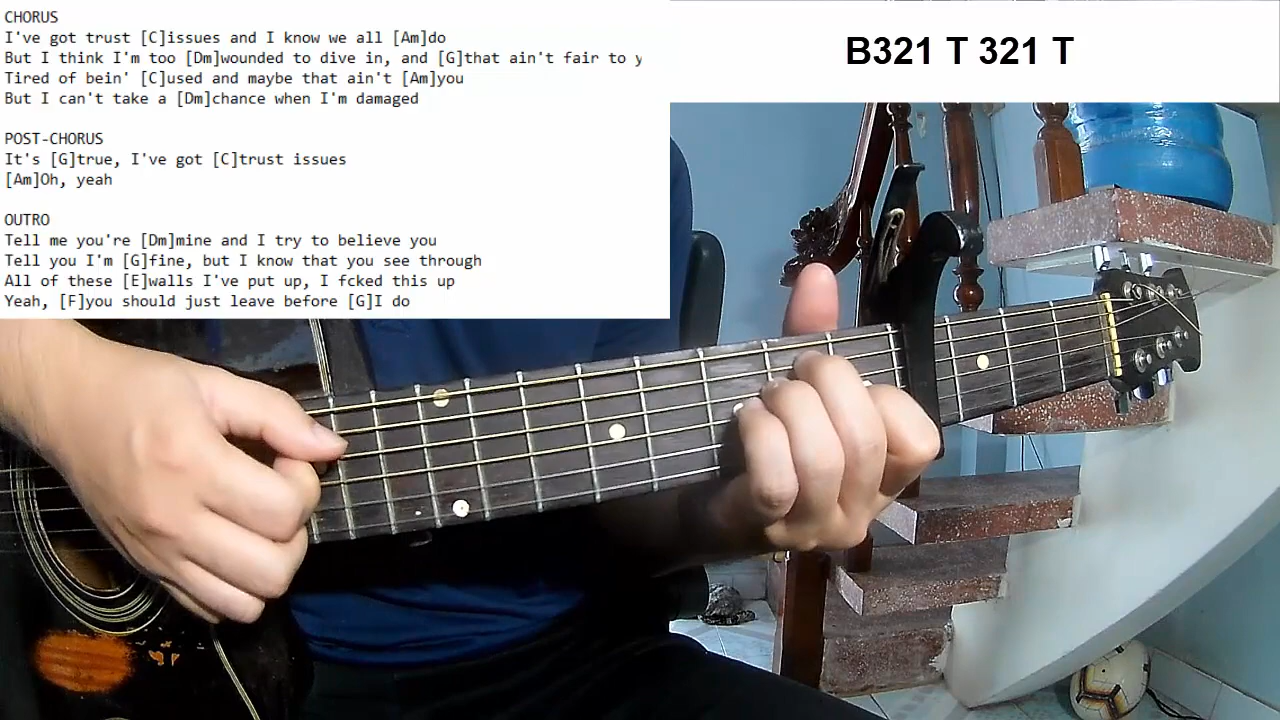 CHORUS
I've got trust [C]issues and I know we all [Am]do
But I think I'm too [Dm]wounded to dive in, and [G]that ain't fair to y
Tired of bein' [C]used and maybe that ain't [Am]you
But I can't take a [Dm]chance when I'm damaged
POST-CHORUS
It's [G]true, I've got [C]trust issues
[Am]Oh, yeah
OUTRO
Tell me you're [Dm]mine and I try to believe you
Tell you I'm [G]fine, but I know that you see through
All of these [E]walls I've put up, I fcked this up
Yeah, [F]you should just leave before [G]I do
B321 T 321 T